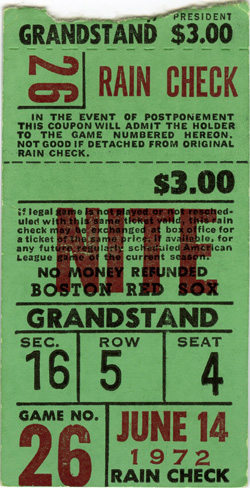 PRESIDENT
GRANDSTAND $3.00
26 RAIN CHECK
IN THE EVENT OF POSTPONEMENT
THIS COUPON WILL ADMIT THE HOLDER
TO THE GAME NUMBERED HEREON.
NOT GOOD IF DETACHED FROM ORIGINAL
RAIN CHECK.
$3.00
If legal game is not played or not resched-
uled with this ticket valid, this rain
check may be exchanged at box office for
a ticket of the same price, if available, for
any future regularly scheduled American
League game of the current season.
NITE
NO MONEY REFUNDED
BOSTON RED SOX
GRANDSTAND
SEC. ROW SEAT
16 5 4
GAME NO. JUNE 14
26 1972
RAIN CHECK